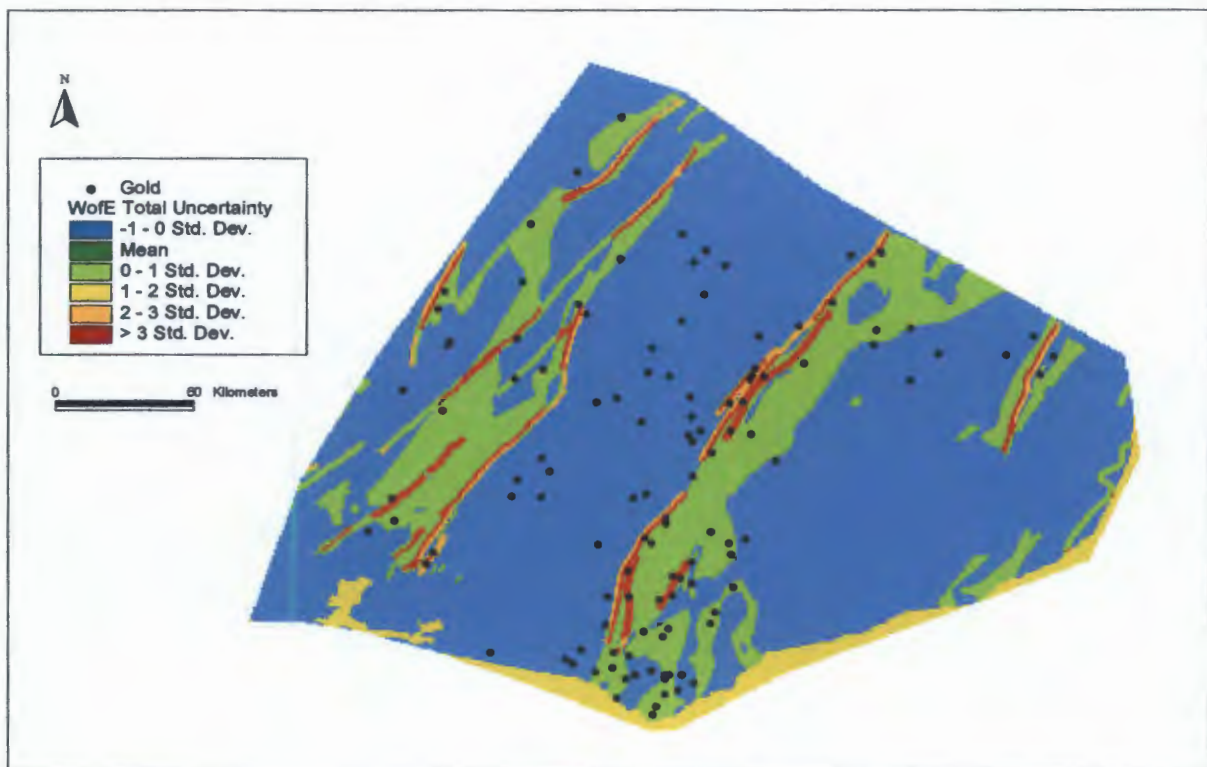 N
Gold
WofE Total Uncertainty
-1 - 0 Std. Dev.
Mean
0 - 1 Std. Dev.
1 - 2 Std. Dev.
2 - 3 Std. Dev.
> 3 Std. Dev.
0 60 Kilometers